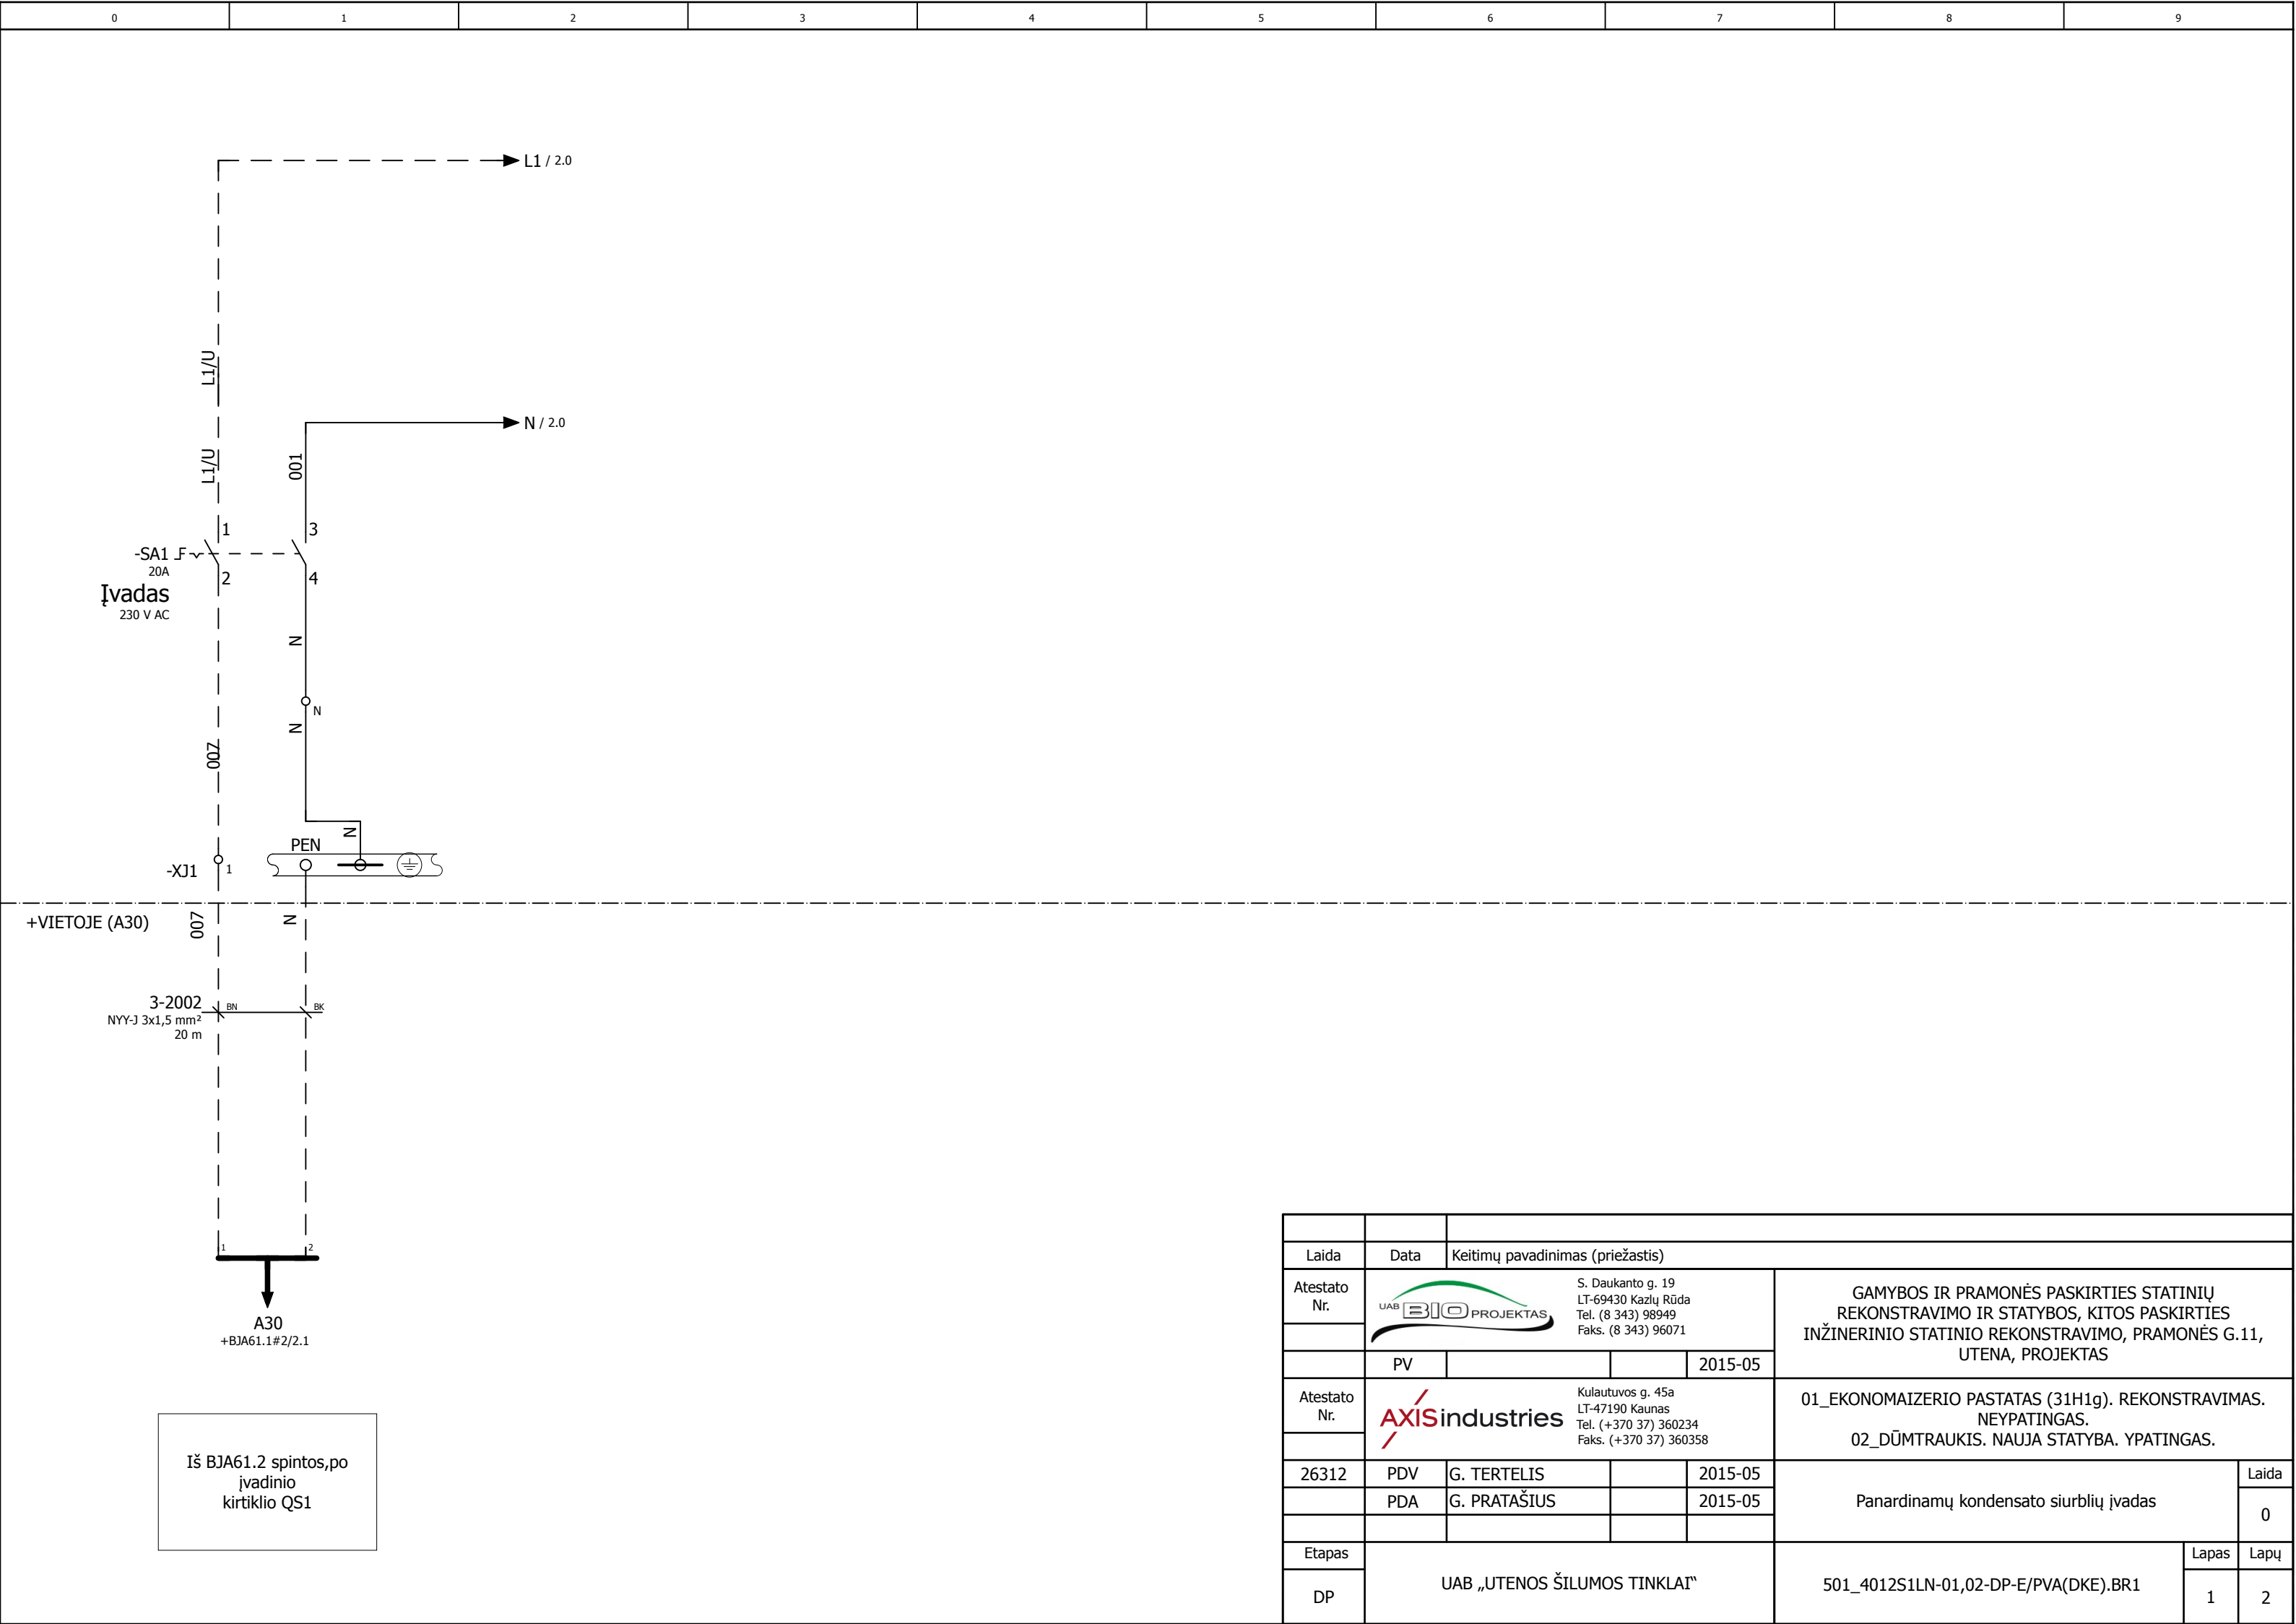 0 1 2 3 4 5 6 7 8 9
L1 / 2.0
L1/U
N / 2.0
L1/U
001
1
3
-SA1
20A
2
4
Įvadas
230 V AC
N
N
N
007
N
PEN
-XJ1
1
+VIETOJE (A30)
007
N
3-2002
BN
BK
NYY-J 3x1,5 mm²
20 m
1
2
A30
+BJA61.1#2/2.1
Iš BJA61.2 spintos,po
įvadinio
kirtiklio QS1
Laida Data Keitimų pavadinimas (priežastis)
Atestato
Nr.
UAB BIO PROJEKTAS
S. Daukanto g. 19
LT-69430 Kazlų Rūda
Tel. (8 343) 98949
Faks. (8 343) 96071
GAMYBOS IR PRAMONĖS PASKIRTIES STATINIŲ
REKONSTRAVIMO IR STATYBOS, KITOS PASKIRTIES
INŽINERINIO STATINIO REKONSTRAVIMO, PRAMONĖS G.11,
UTENA, PROJEKTAS
PV 2015-05
Atestato
Nr.
AXIS industries
Kulautuvos g. 45a
LT-47190 Kaunas
Tel. (+370 37) 360234
Faks. (+370 37) 360358
01_EKONOMAIZERIO PASTATAS (31H1g). REKONSTRAVIMAS.
NEYPATINGAS.
02_DŪMTRAUKIS. NAUJA STATYBA. YPATINGAS.
26312 PDV G. TERTELIS 2015-05
PDA G. PRATAŠIUS 2015-05
Panardinamų kondensato siurblių įvadas
Laida
0
Etapas
DP
UAB „UTENOS ŠILUMOS TINKLAI“
501_4012S1LN-01,02-DP-E/PVA(DKE).BR1
Lapas Lapų
1 2